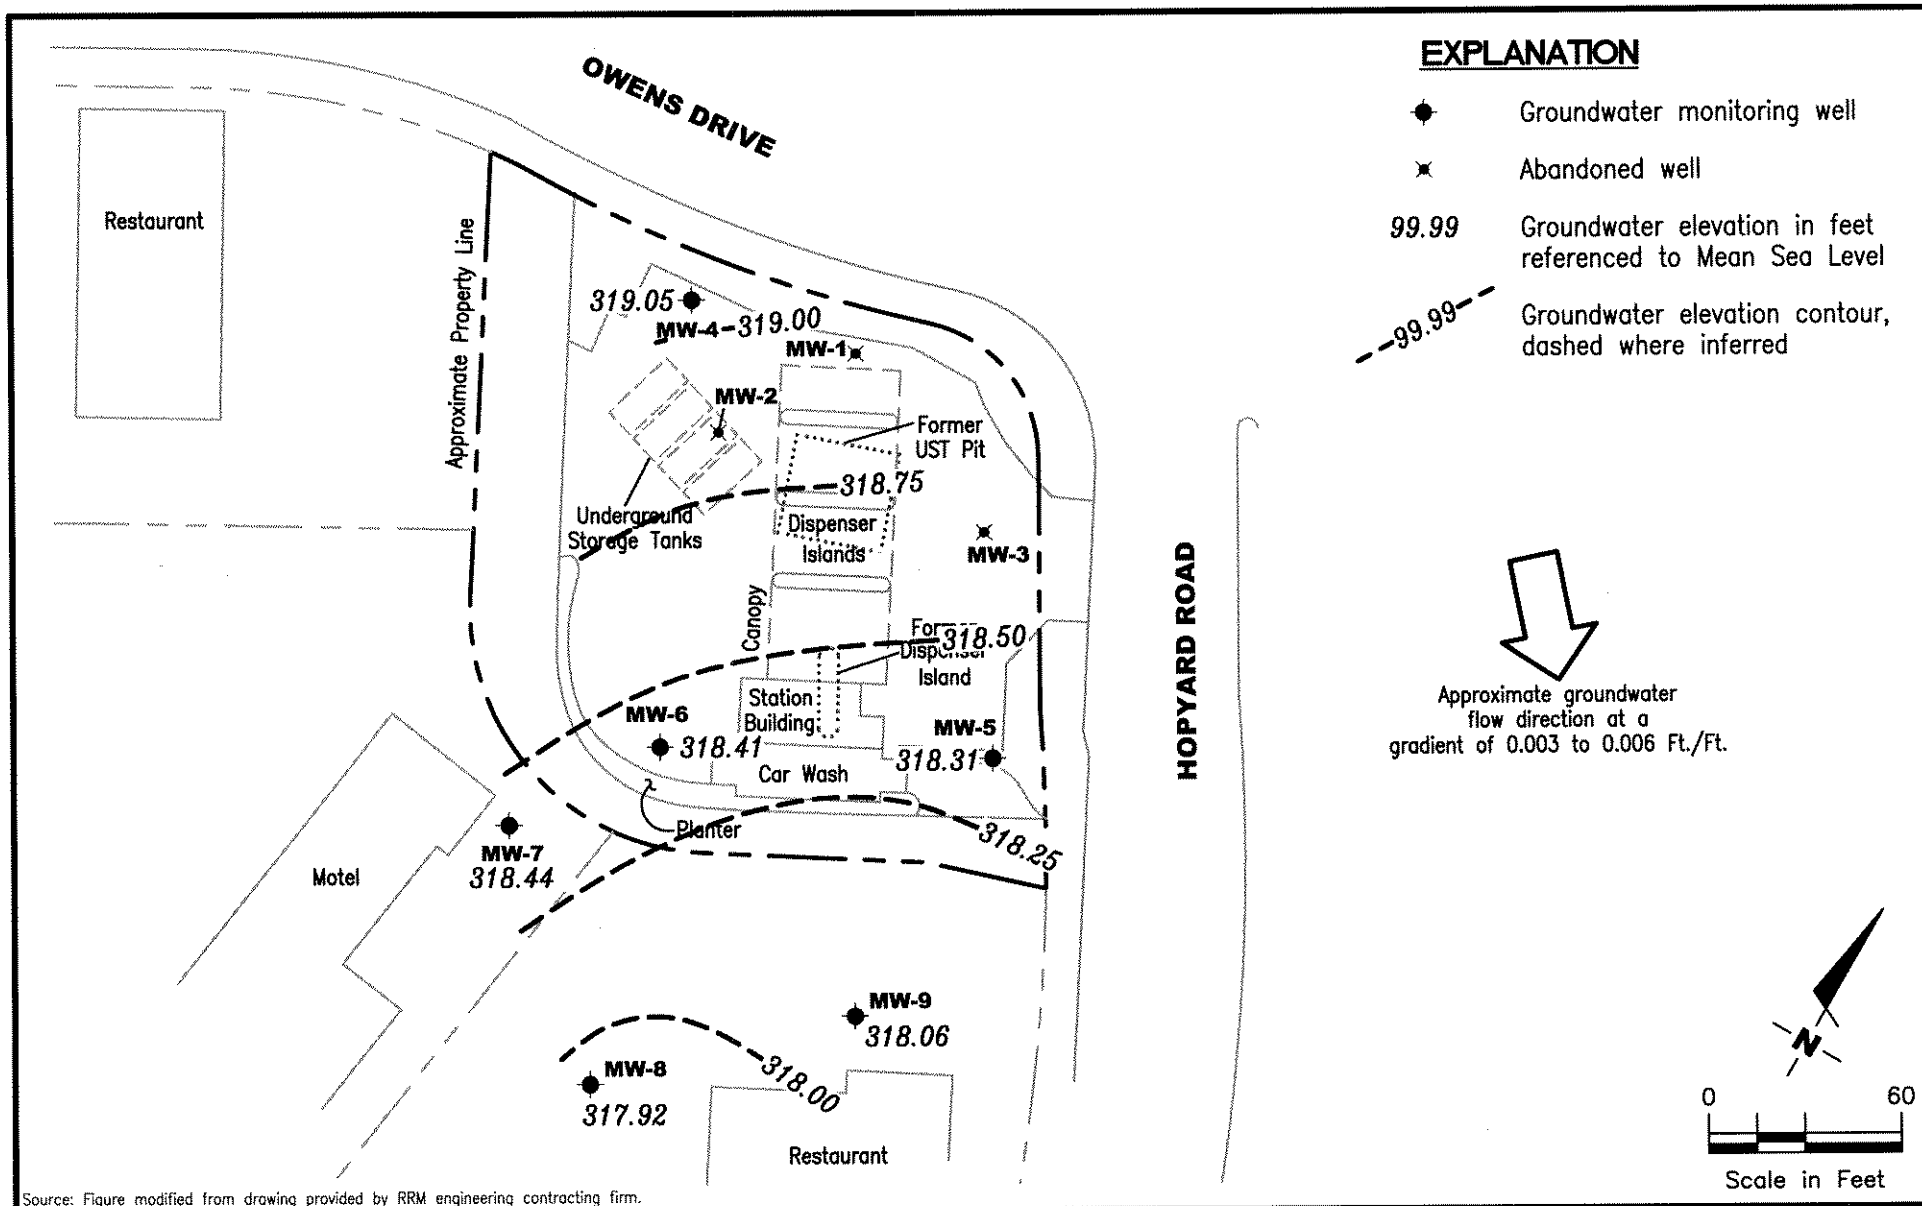 EXPLANATION
Groundwater monitoring well
Abandoned well
99.99
Groundwater elevation in feet
referenced to Mean Sea Level
99.99
Groundwater elevation contour,
dashed where inferred
OWENS DRIVE
Restaurant
Approximate Property Line
319.05
MW-4
319.00
MW-1
MW-2
Former
UST Pit
318.75
Underground
Storage Tanks
Dispenser
Islands
MW-3
HOPYARD ROAD
Canopy
318.50
Former
Dispenser
Island
Station
Building
MW-6
318.41
MW-5
318.31
Car Wash
Planter
318.25
MW-7
318.44
Motel
MW-9
318.06
MW-8
317.92
318.00
Restaurant
Approximate groundwater
flow direction at a
gradient of 0.003 to 0.006 Ft./Ft.
N
0 60
Scale in Feet
Source: Figure modified from drawing provided by RRM engineering contracting firm.